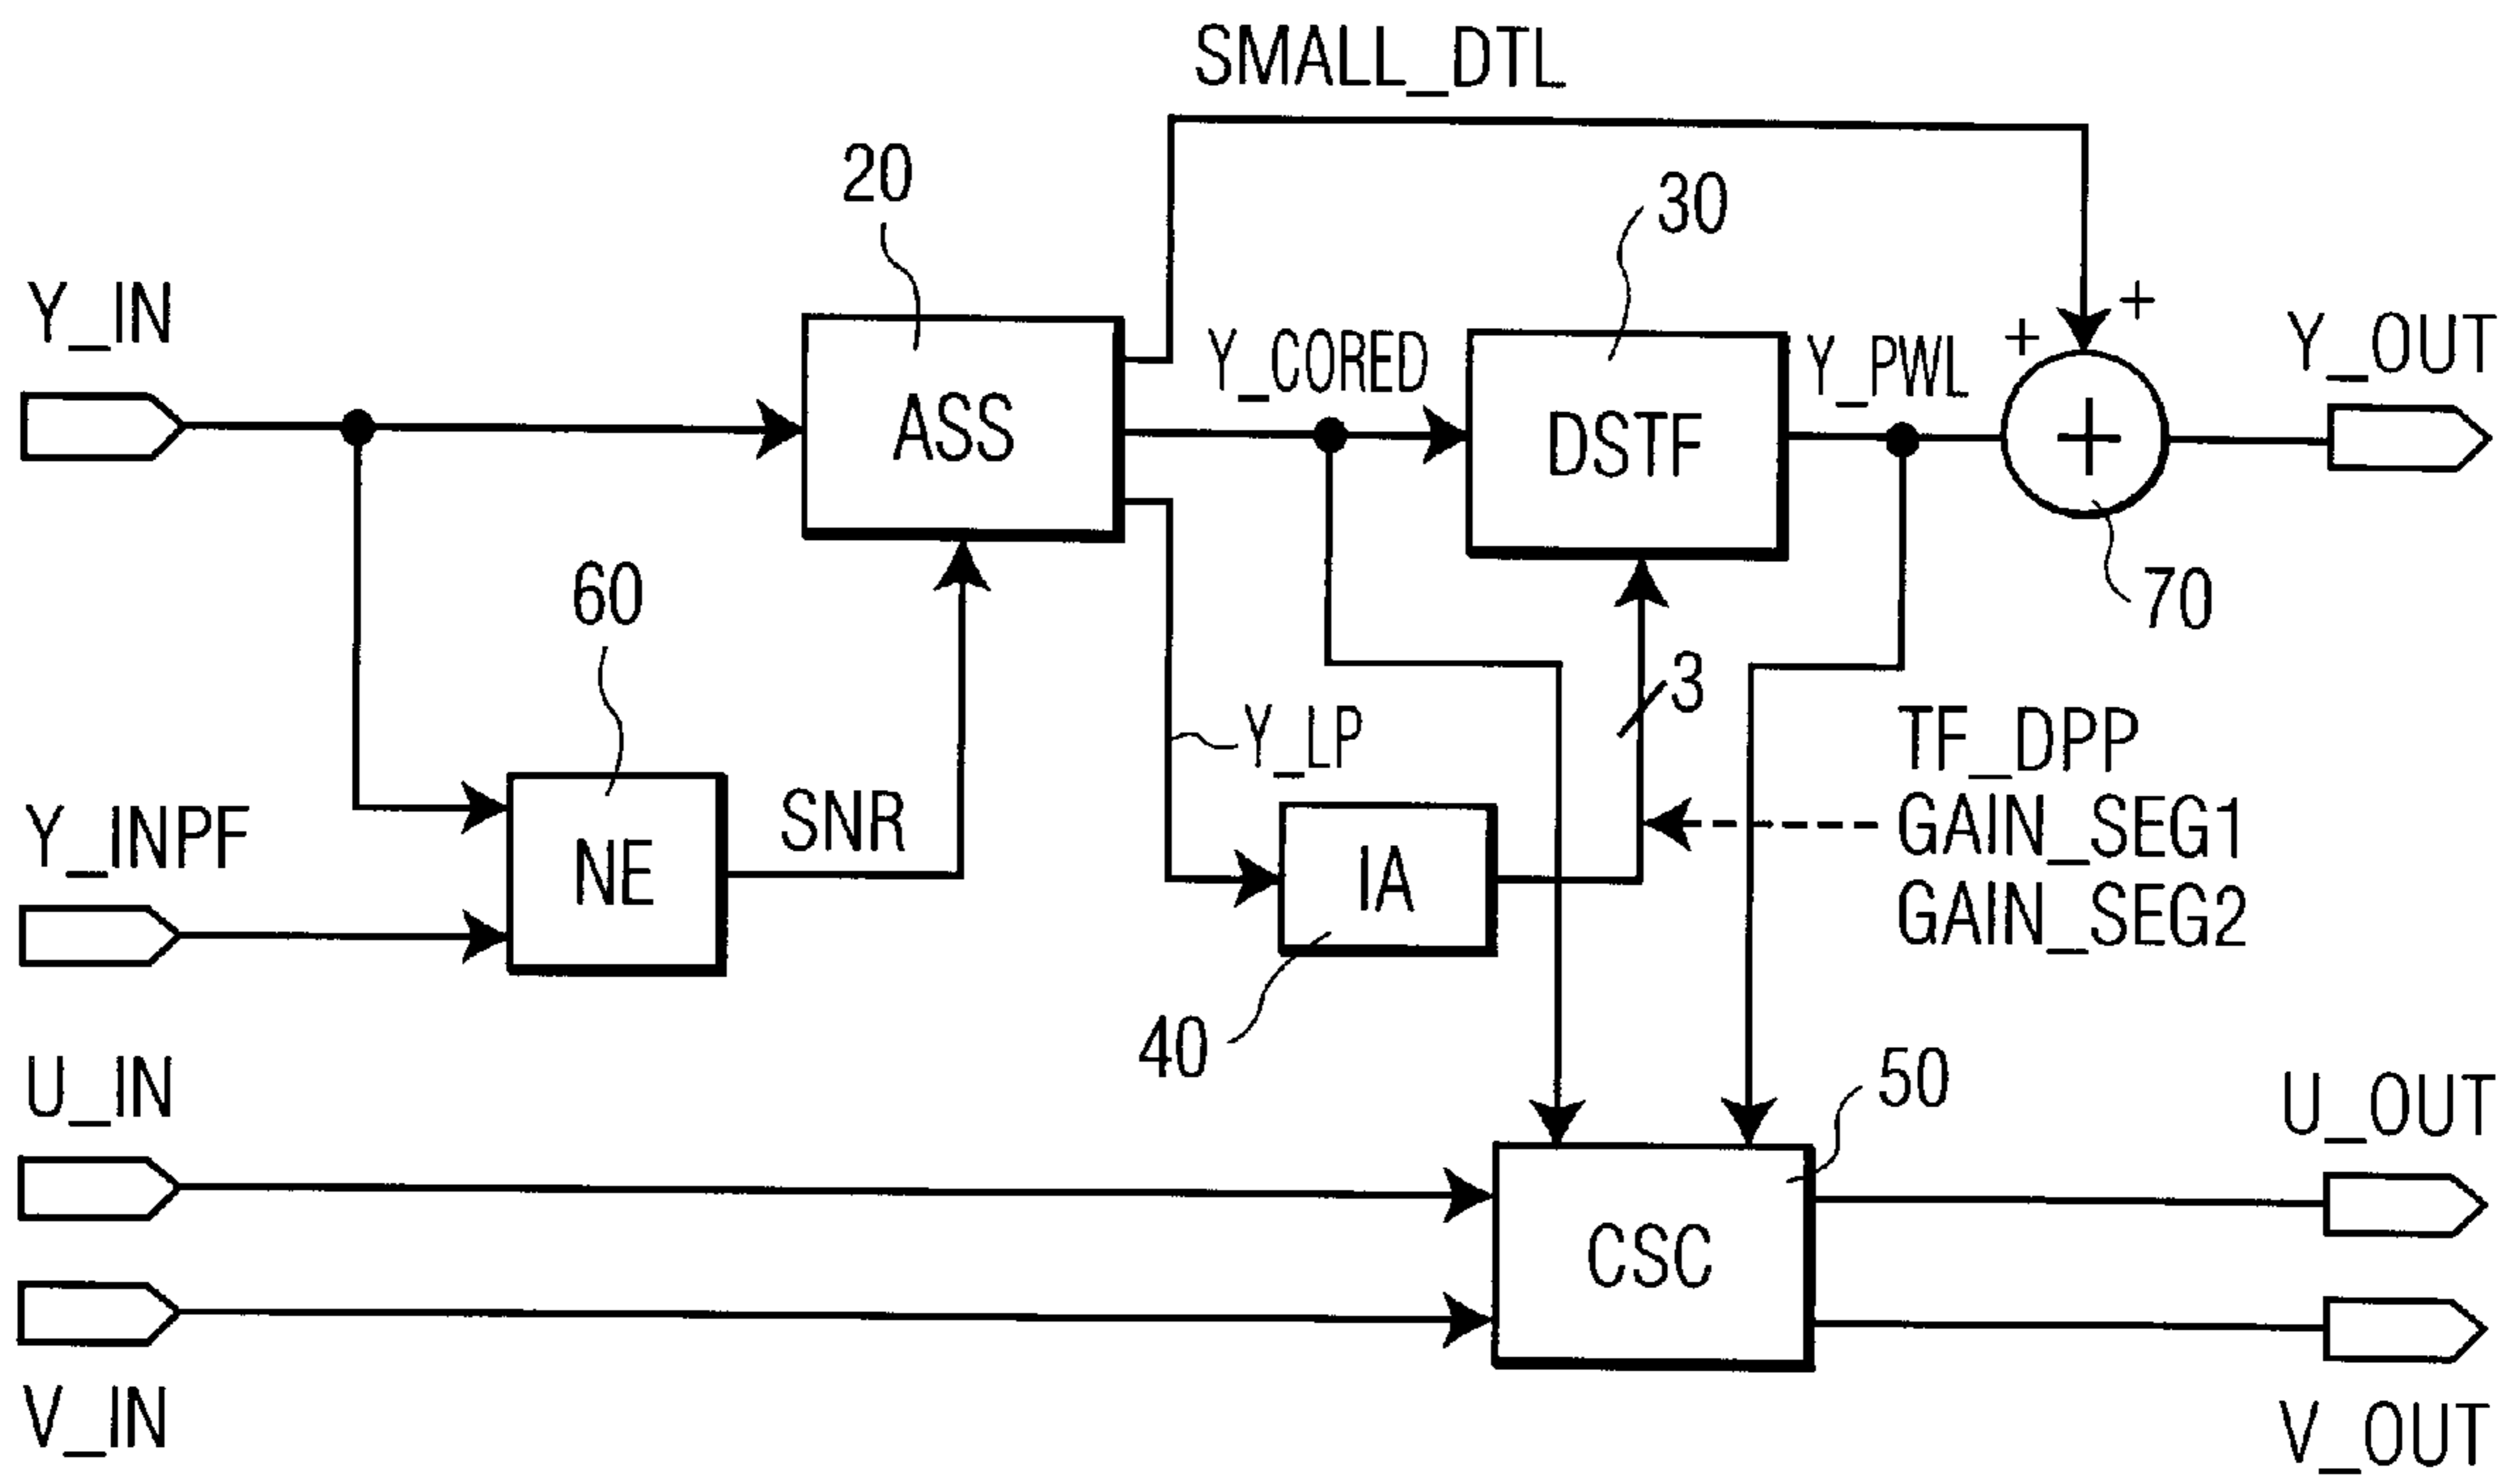 SMALL_DTL
20
30
Y_IN
Y_CORED
Y_PWL
+
+
Y_OUT
ASS
DSTF
+
60
70
3
Y_LP
TF_DPP
GAIN_SEG1
GAIN_SEG2
Y_INPF
SNR
NE
IA
40
50
U_IN
U_OUT
CSC
V_IN
V_OUT